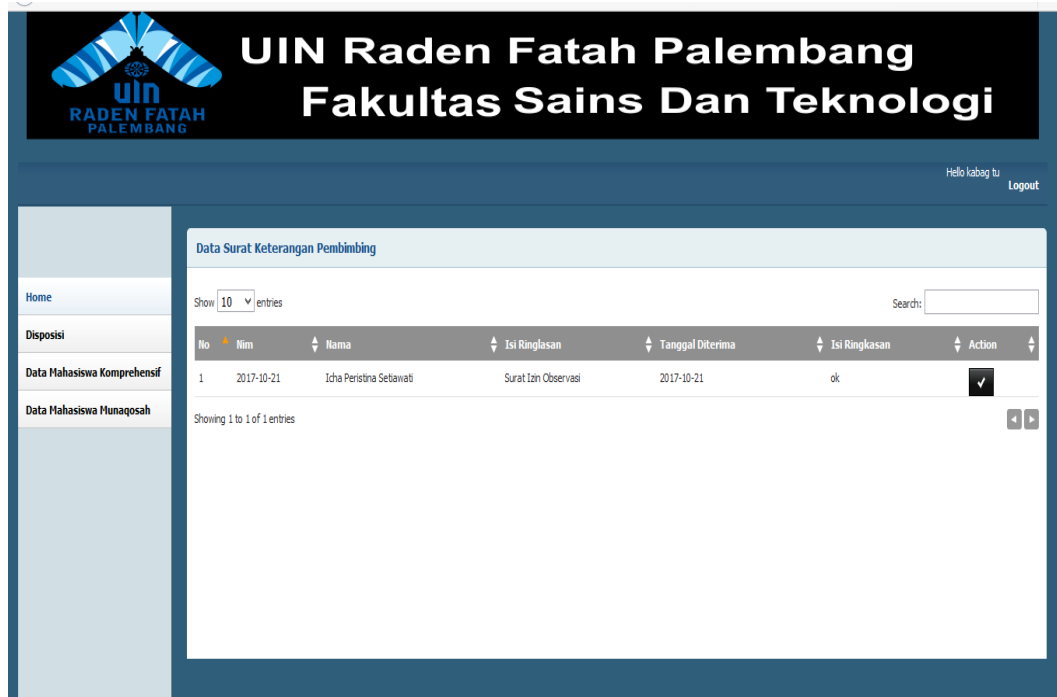 UIN Raden Fatah Palembang
Fakultas Sains Dan Teknologi
uin
RADEN FATAH
PALEMBANG
Hello kabag tu
Logout
Home
Disposisi
Data Mahasiswa Komprehensif
Data Mahasiswa Munaqosah
Data Surat Keterangan Pembimbing
Show 10 entries
Search:
No Nim Nama Isi Ringlasan Tanggal Diterima Isi Ringkasan Action
1 2017-10-21 Icha Peristina Setiawati Surat Izin Observasi 2017-10-21 ok
Showing 1 to 1 of 1 entries